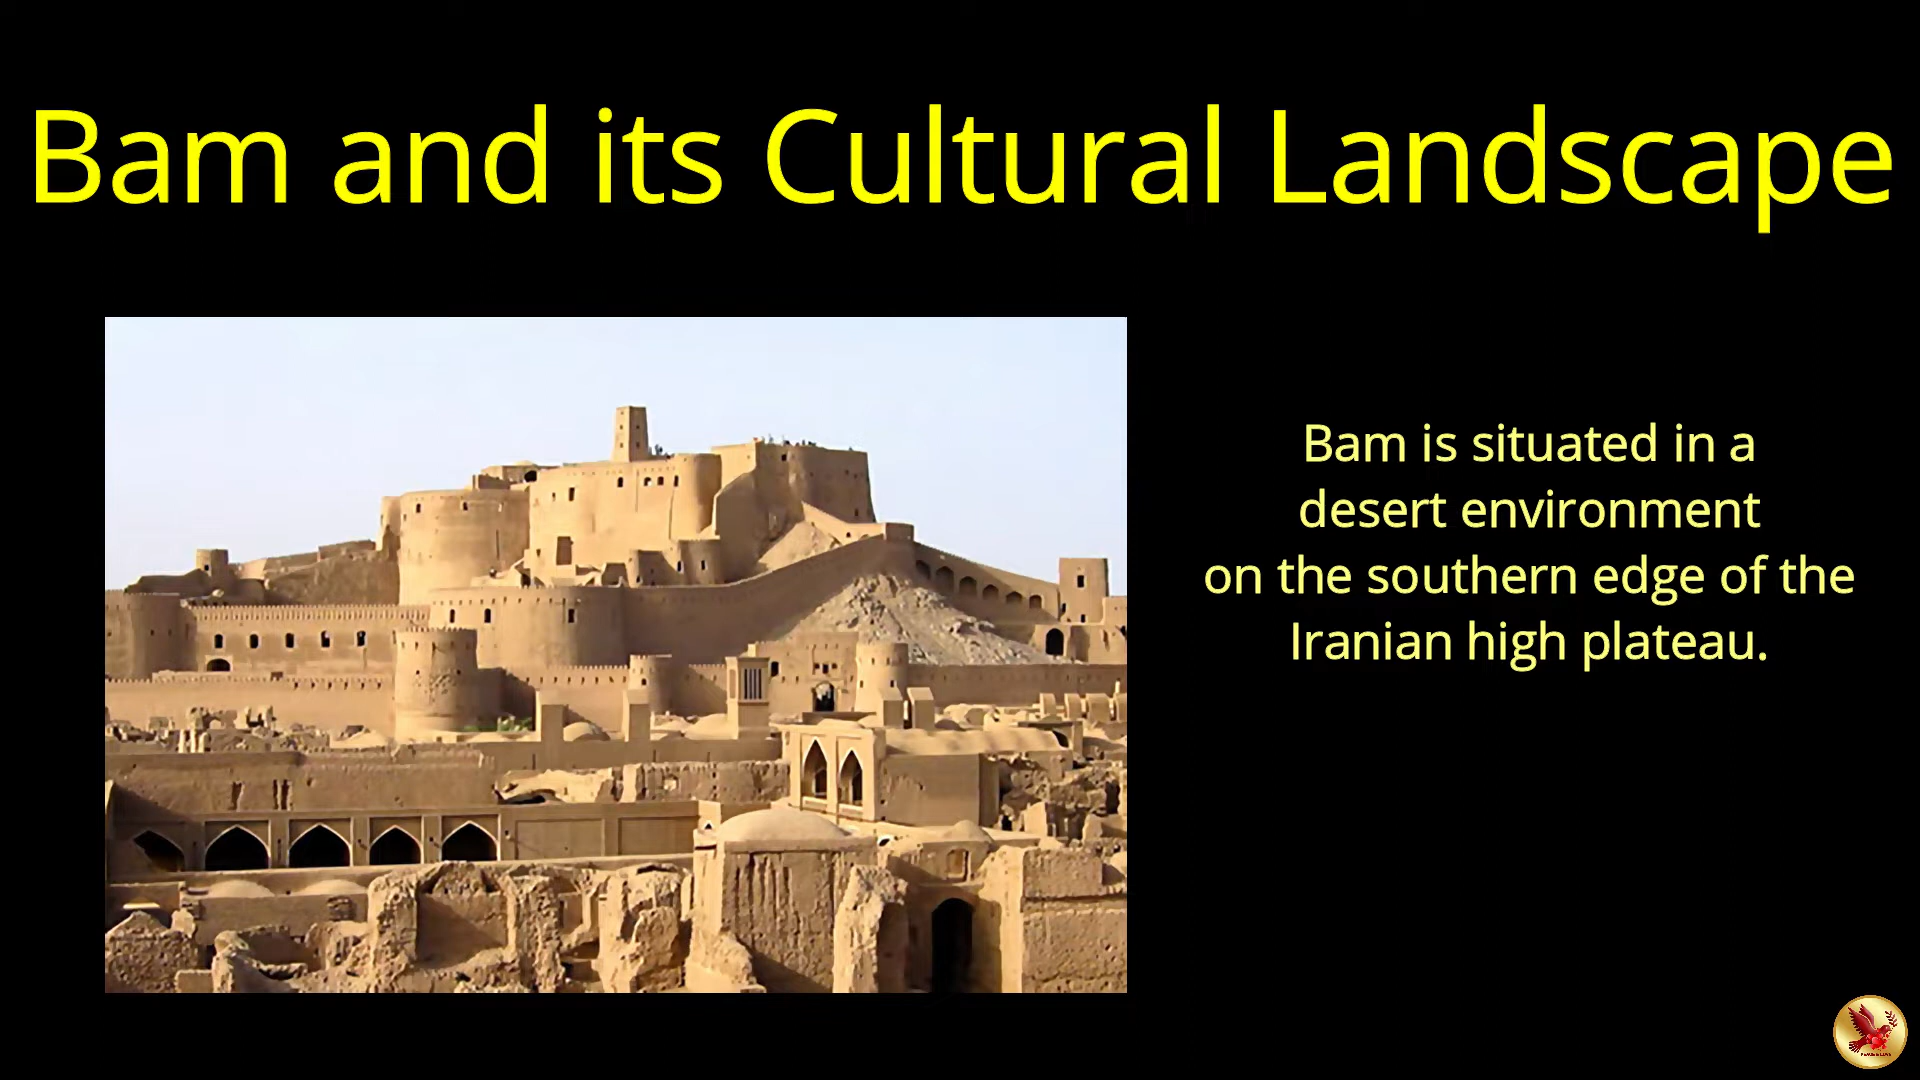 Bam and its Cultural Landscape
Bam is situated in a
desert environment
on the southern edge of the
Iranian high plateau.